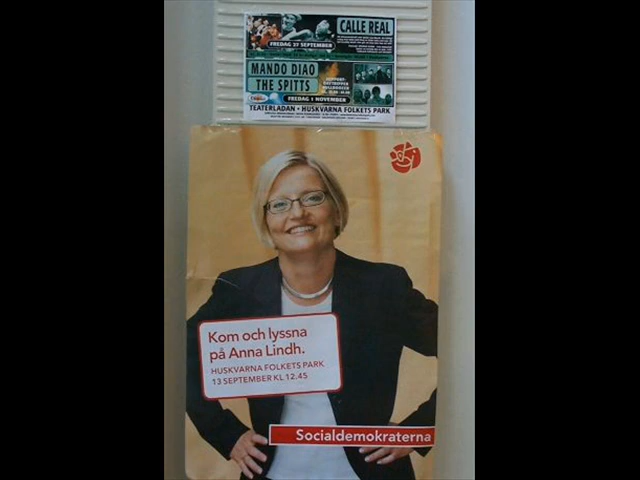 CALLE REAL
FREDAG 27 SEPTEMBER
MANDO DIAO
THE SPITTS
FREDAG 1 NOVEMBER
TEATERLADAN • HUSKVARNA FOLKETS PARK
Kom och lyssna
på Anna Lindh.
HUSKVARNA FOLKETS PARK
13 SEPTEMBER KL 12.45
Socialdemokraterna